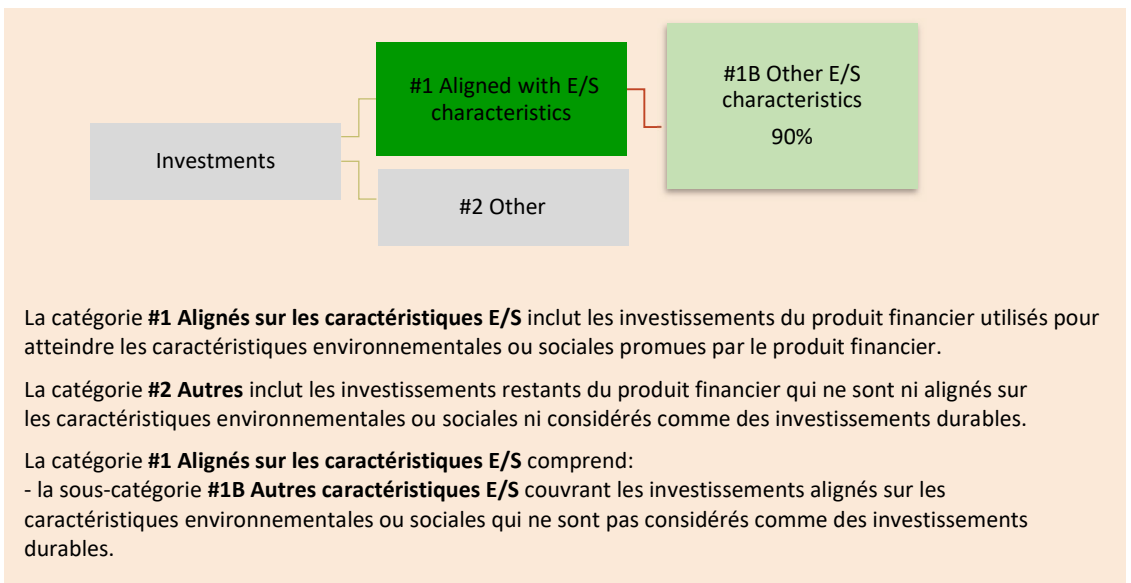 #1 Aligned with E/S
characteristics
#1B Other E/S
characteristics
90%
Investments
#2 Other
La catégorie #1 Alignés sur les caractéristiques E/S inclut les investissements du produit financier utilisés pour
atteindre les caractéristiques environnementales ou sociales promues par le produit financier.
La catégorie #2 Autres inclut les investissements restants du produit financier qui ne sont ni alignés sur
les caractéristiques environnementales ou sociales ni considérés comme des investissements durables.
La catégorie #1 Alignés sur les caractéristiques E/S comprend:
- la sous-catégorie #1B Autres caractéristiques E/S couvrant les investissements alignés sur les
caractéristiques environnementales ou sociales qui ne sont pas considérés comme des investissements
durables.